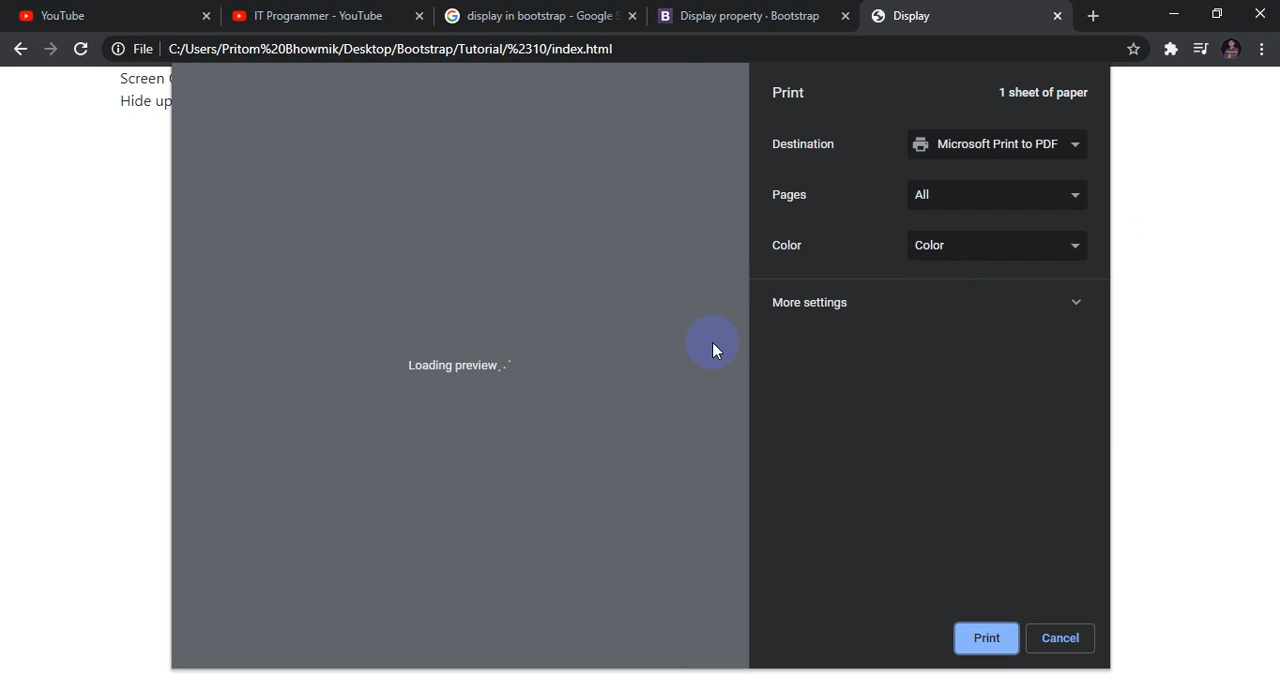 YouTube
IT Programmer - YouTube
display in bootstrap - Google
Display property · Bootstrap
Display
File
C:/Users/Pritom%20Bhowmik/Desktop/Bootstrap/Tutorial/%2310/index.html
Screen
Hide up
Print
1 sheet of paper
Destination
Microsoft Print to PDF
Pages
All
Color
Color
More settings
Loading preview
Print
Cancel